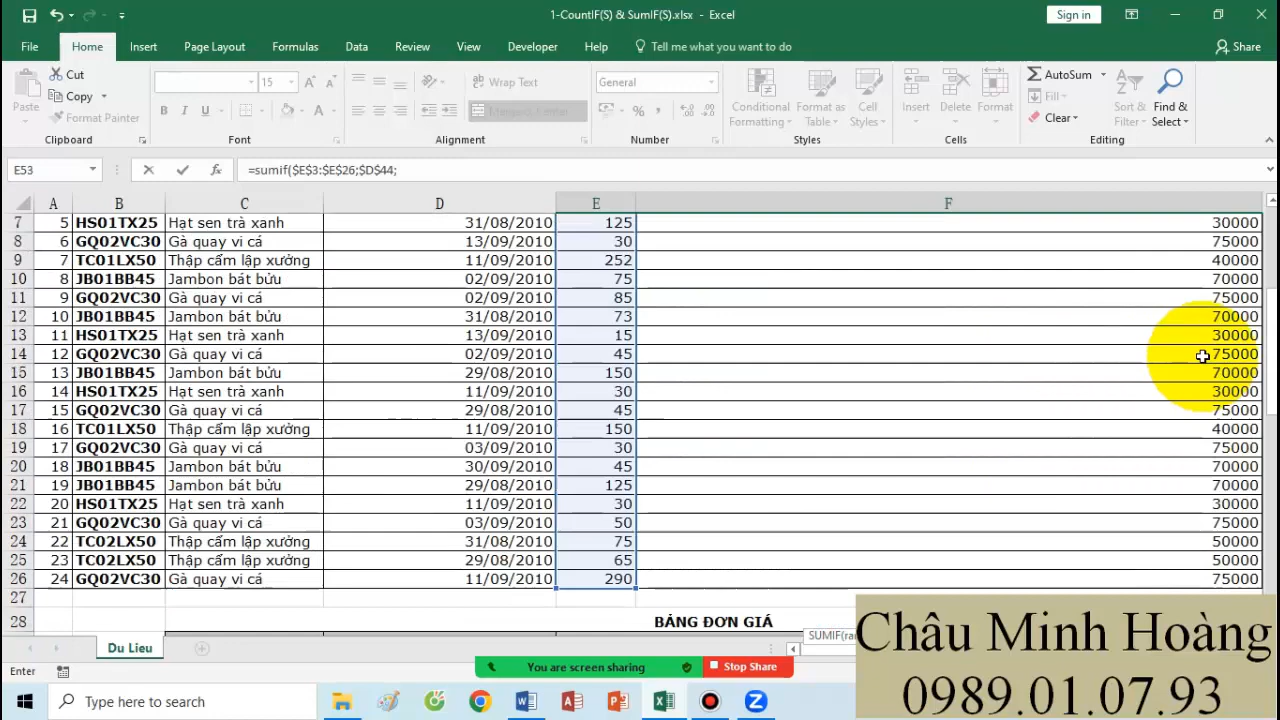 1-CountIF(S) & SumIF(S).xlsx - Excel
Sign in
File Home Insert Page Layout Formulas Data Review View Developer Help Tell me what you want to do Share
Cut
Copy
Format Painter
Paste
15
Wrap Text
General
Conditional Formatting
Format as Table
Cell Styles
Insert
Delete
Format
AutoSum
Fill
Clear
Sort & Filter
Find & Select
Clipboard Font Alignment Number Styles Cells Editing
E53 =sumif($E$3:$E$26;$D$44;
A B C D E F
7 5 HS01TX25 Hạt sen trà xanh 31/08/2010 125 30000
8 6 GQ02VC30 Gà quay vi cá 13/09/2010 30 75000
9 7 TC01LX50 Thập cẩm lập xưởng 11/09/2010 252 40000
10 8 JB01BB45 Jambon bát bửu 02/09/2010 75 70000
11 9 GQ02VC30 Gà quay vi cá 02/09/2010 85 75000
12 10 JB01BB45 Jambon bát bửu 31/08/2010 73 70000
13 11 HS01TX25 Hạt sen trà xanh 13/09/2010 15 30000
14 12 GQ02VC30 Gà quay vi cá 02/09/2010 45 75000
15 13 JB01BB45 Jambon bát bửu 29/08/2010 150 70000
16 14 HS01TX25 Hạt sen trà xanh 11/09/2010 30 30000
17 15 GQ02VC30 Gà quay vi cá 29/08/2010 45 75000
18 16 TC01LX50 Thập cẩm lập xưởng 11/09/2010 150 40000
19 17 GQ02VC30 Gà quay vi cá 03/09/2010 30 75000
20 18 JB01BB45 Jambon bát bửu 30/09/2010 45 70000
21 19 JB01BB45 Jambon bát bửu 29/08/2010 125 70000
22 20 HS01TX25 Hạt sen trà xanh 11/09/2010 30 30000
23 21 GQ02VC30 Gà quay vi cá 03/09/2010 50 75000
24 22 TC02LX50 Thập cẩm lập xưởng 31/08/2010 75 50000
25 23 TC02LX50 Thập cẩm lập xưởng 29/08/2010 65 50000
26 24 GQ02VC30 Gà quay vi cá 11/09/2010 290 75000
27
28 BẢNG ĐƠN GIÁ
SUMIF(ra
Châu Minh Hoàng
0989.01.07.93
Du Lieu
Enter
You are screen sharing Stop Share
Type here to search